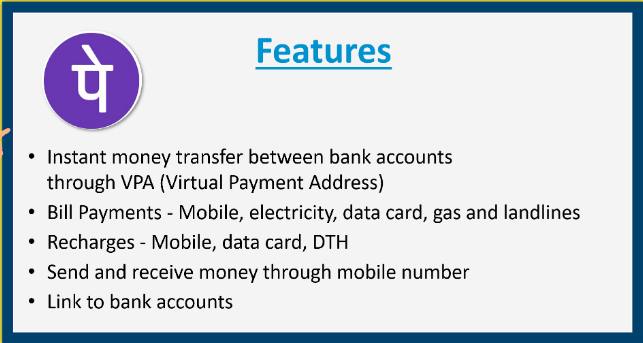 Features
पे
• Instant money transfer between bank accounts
through VPA (Virtual Payment Address)
• Bill Payments - Mobile, electricity, data card, gas and landlines
• Recharges - Mobile, data card, DTH
• Send and receive money through mobile number
• Link to bank accounts